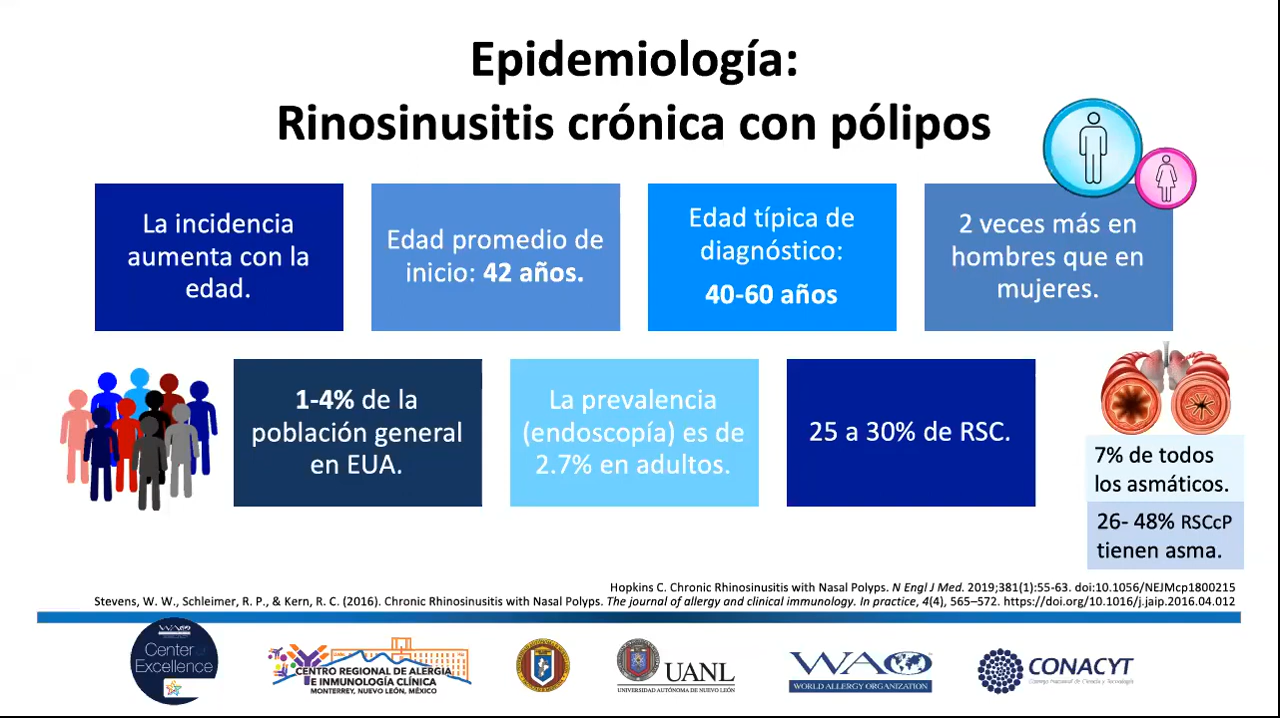 Epidemiología:
Rinosinusitis crónica con pólipos
La incidencia
aumenta con la
edad.
Edad promedio de
inicio: 42 años.
Edad típica de
diagnóstico:
40-60 años
2 veces más en
hombres que en
mujeres.
1-4% de la
población general
en EUA.
La prevalencia
(endoscopía) es de
2.7% en adultos.
25 a 30% de RSC.
7% de todos
los asmáticos.
26- 48% RSCcP
tienen asma.
Hopkins C. Chronic Rhinosinusitis with Nasal Polyps. N Engl J Med. 2019;381(1):55-63. doi:10.1056/NEJMcp1800215
Stevens, W. W., Schleimer, R. P., & Kern, R. C. (2016). Chronic Rhinosinusitis with Nasal Polyps. The journal of allergy and clinical immunology. In practice, 4(4), 565–572. https://doi.org/10.1016/j.jaip.2016.04.012
WAO
Center of
Excellence
CENTRO REGIONAL DE ALERGIA
E INMUNOLOGÍA CLÍNICA
MONTERREY, NUEVO LEÓN, MÉXICO
UANL
UNIVERSIDAD AUTÓNOMA DE NUEVO LEÓN
WAO
WORLD ALLERGY ORGANIZATION
CONACYT
Consejo Nacional de Ciencia y Tecnología